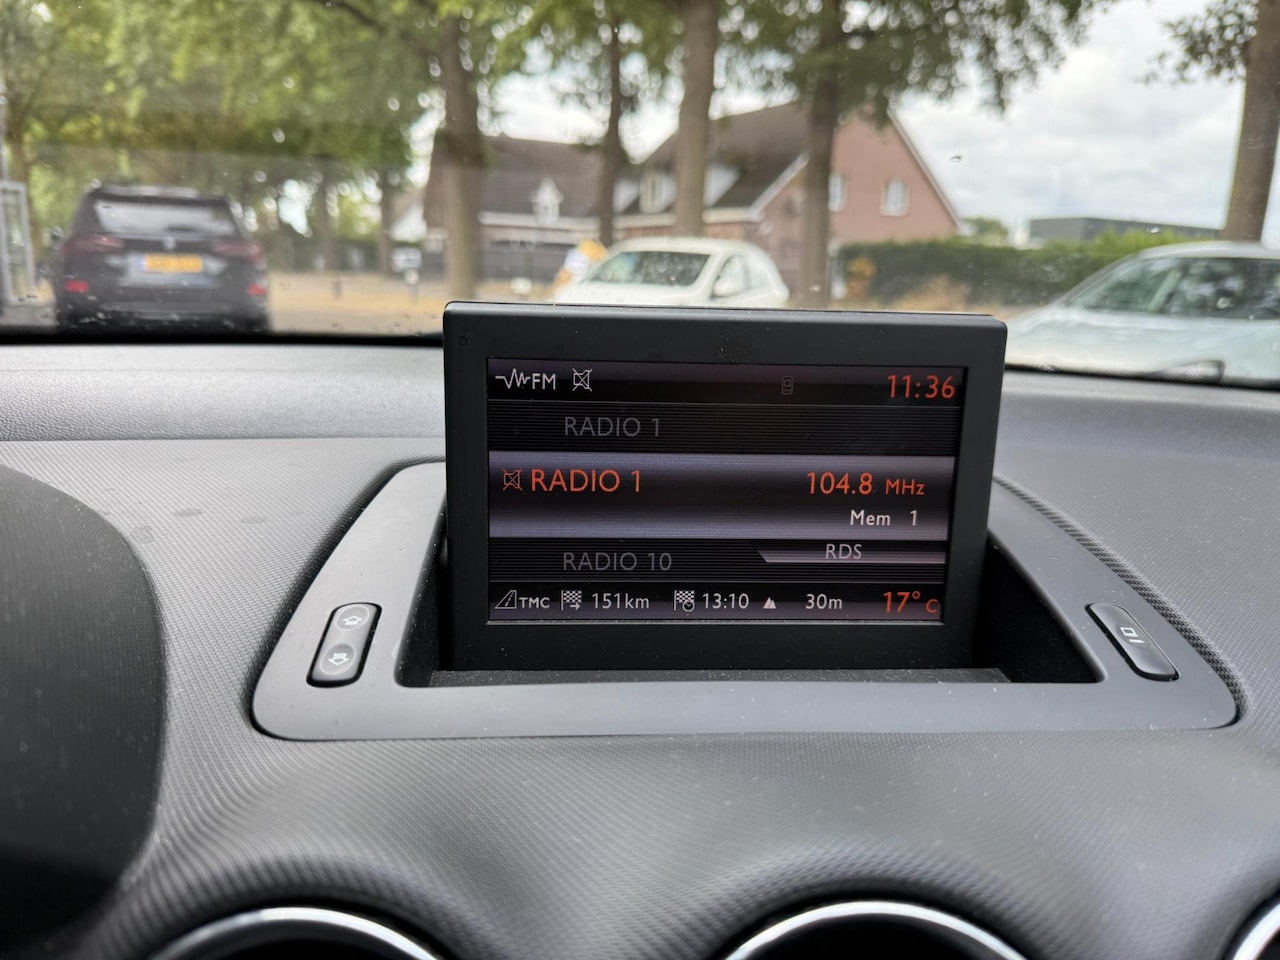 FM 11:36
RADIO 1
RADIO 1 104.8 MHz
Mem 1
RADIO 10 RDS
TMC 151km 13:10 30m 17°C